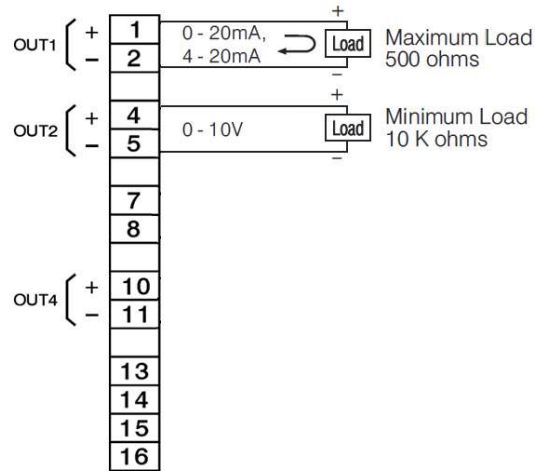 +
OUT1 + 1 0 - 20mA, Load Maximum Load
− 2 4 - 20mA 500 ohms
−
+
OUT2 + 4 0 - 10V Load Minimum Load
− 5 10 K ohms
−
7
8
OUT4 + 10
− 11
13
14
15
16